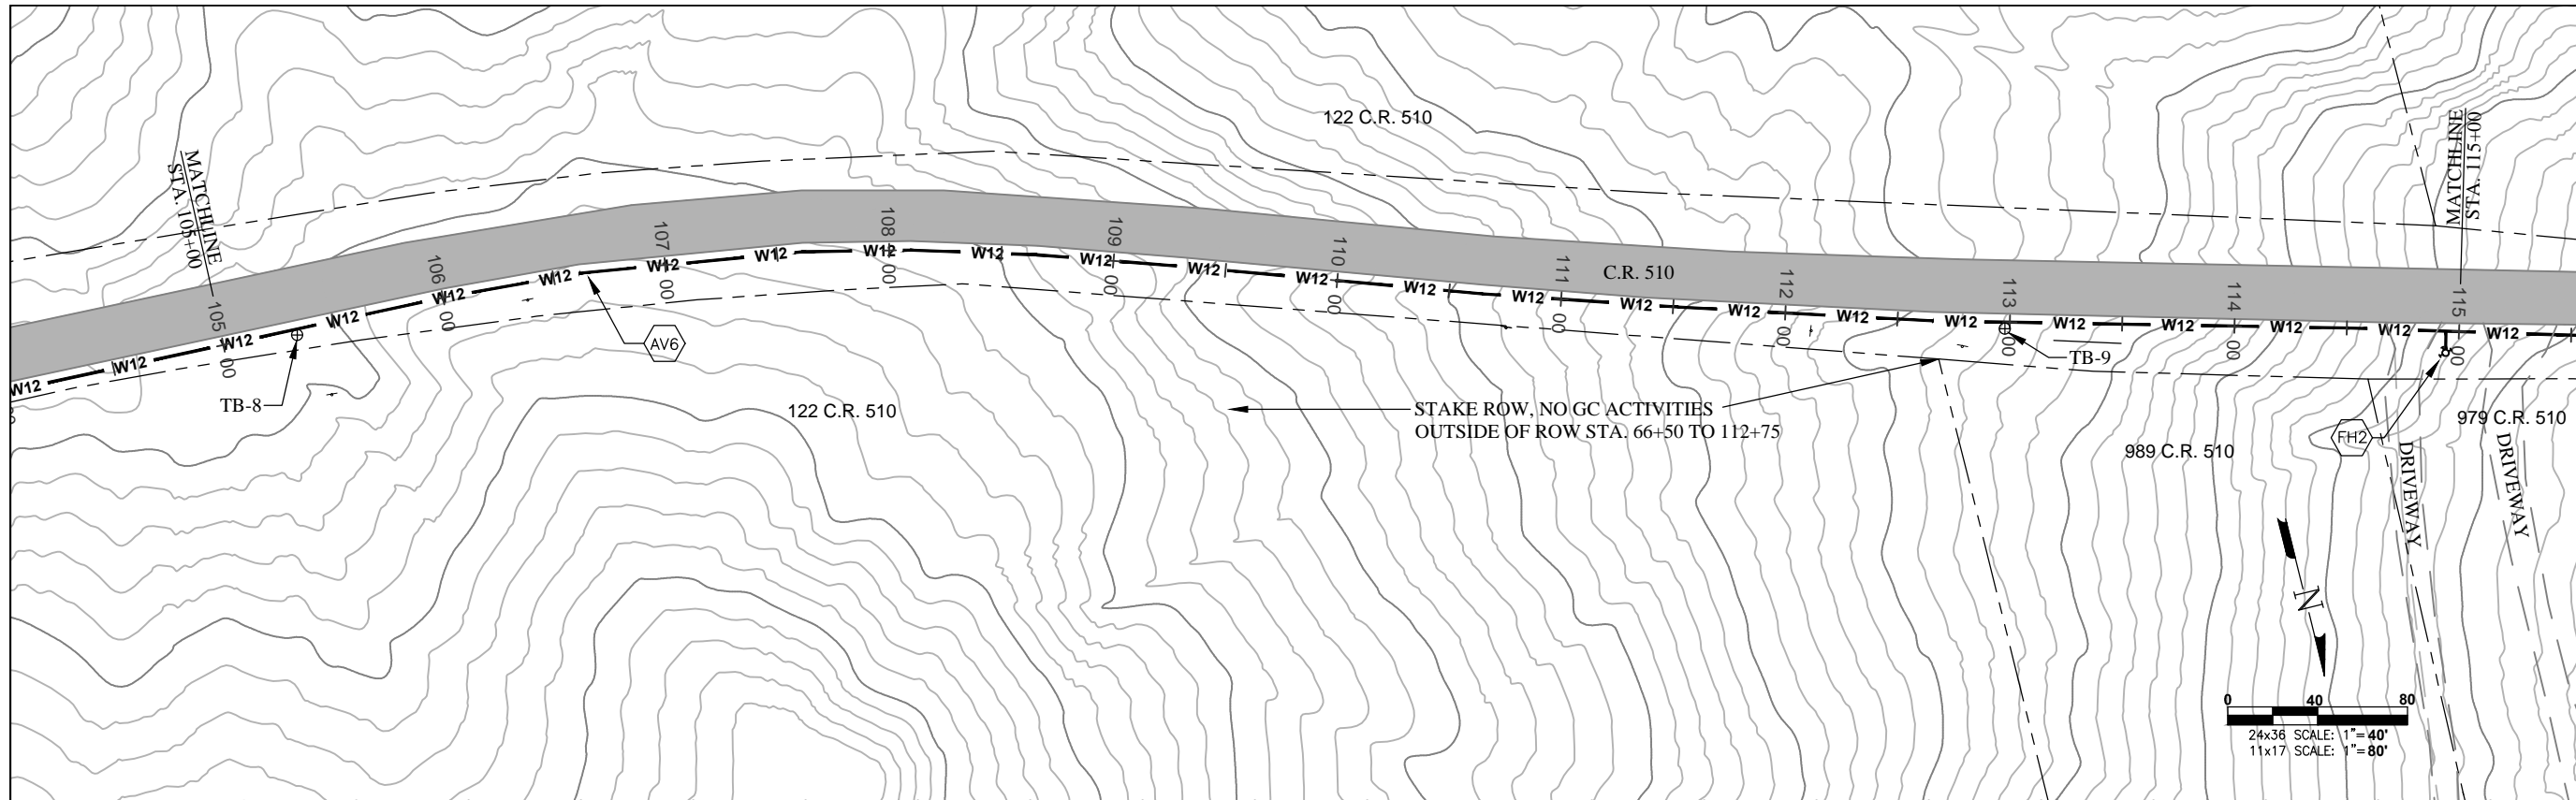 122 C.R. 510
MATCHLINE
STA. 105+00
MATCHLINE
STA. 115+00
105
00
106
00
107
00
108
00
109
00
110
00
111
00
112
00
113
00
114
00
115
00
C.R. 510
W12 W12 W12 W12 W12 W12 W12 W12 W12 W12 W12 W12 W12 W12 W12 W12 W12 W12 W12 W12 W12 W12 W12 W12
AV6
TB-8
TB-9
122 C.R. 510
STAKE ROW, NO GC ACTIVITIES
OUTSIDE OF ROW STA. 66+50 TO 112+75
989 C.R. 510
979 C.R. 510
FH2
DRIVEWAY
DRIVEWAY
N
0 40 80
24x36 SCALE: 1"=40'
11x17 SCALE: 1"=80'